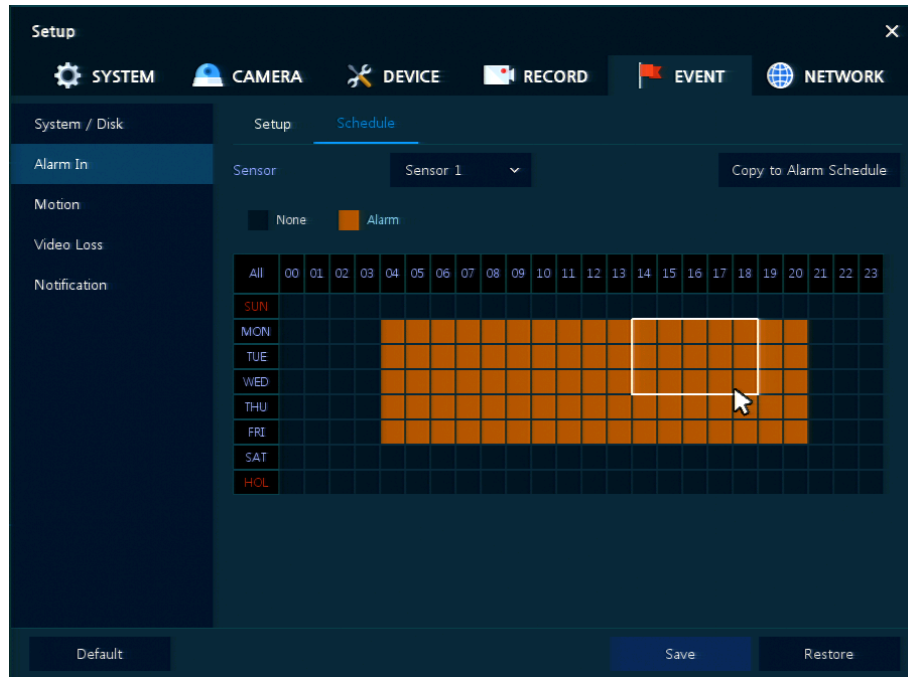 Setup
SYSTEM CAMERA DEVICE RECORD EVENT NETWORK
System / Disk
Alarm In
Motion
Video Loss
Notification
Setup Schedule
Sensor Sensor 1 Copy to Alarm Schedule
None Alarm
All 00 01 02 03 04 05 06 07 08 09 10 11 12 13 14 15 16 17 18 19 20 21 22 23
SUN
MON
TUE
WED
THU
FRI
SAT
HOL
Default Save Restore